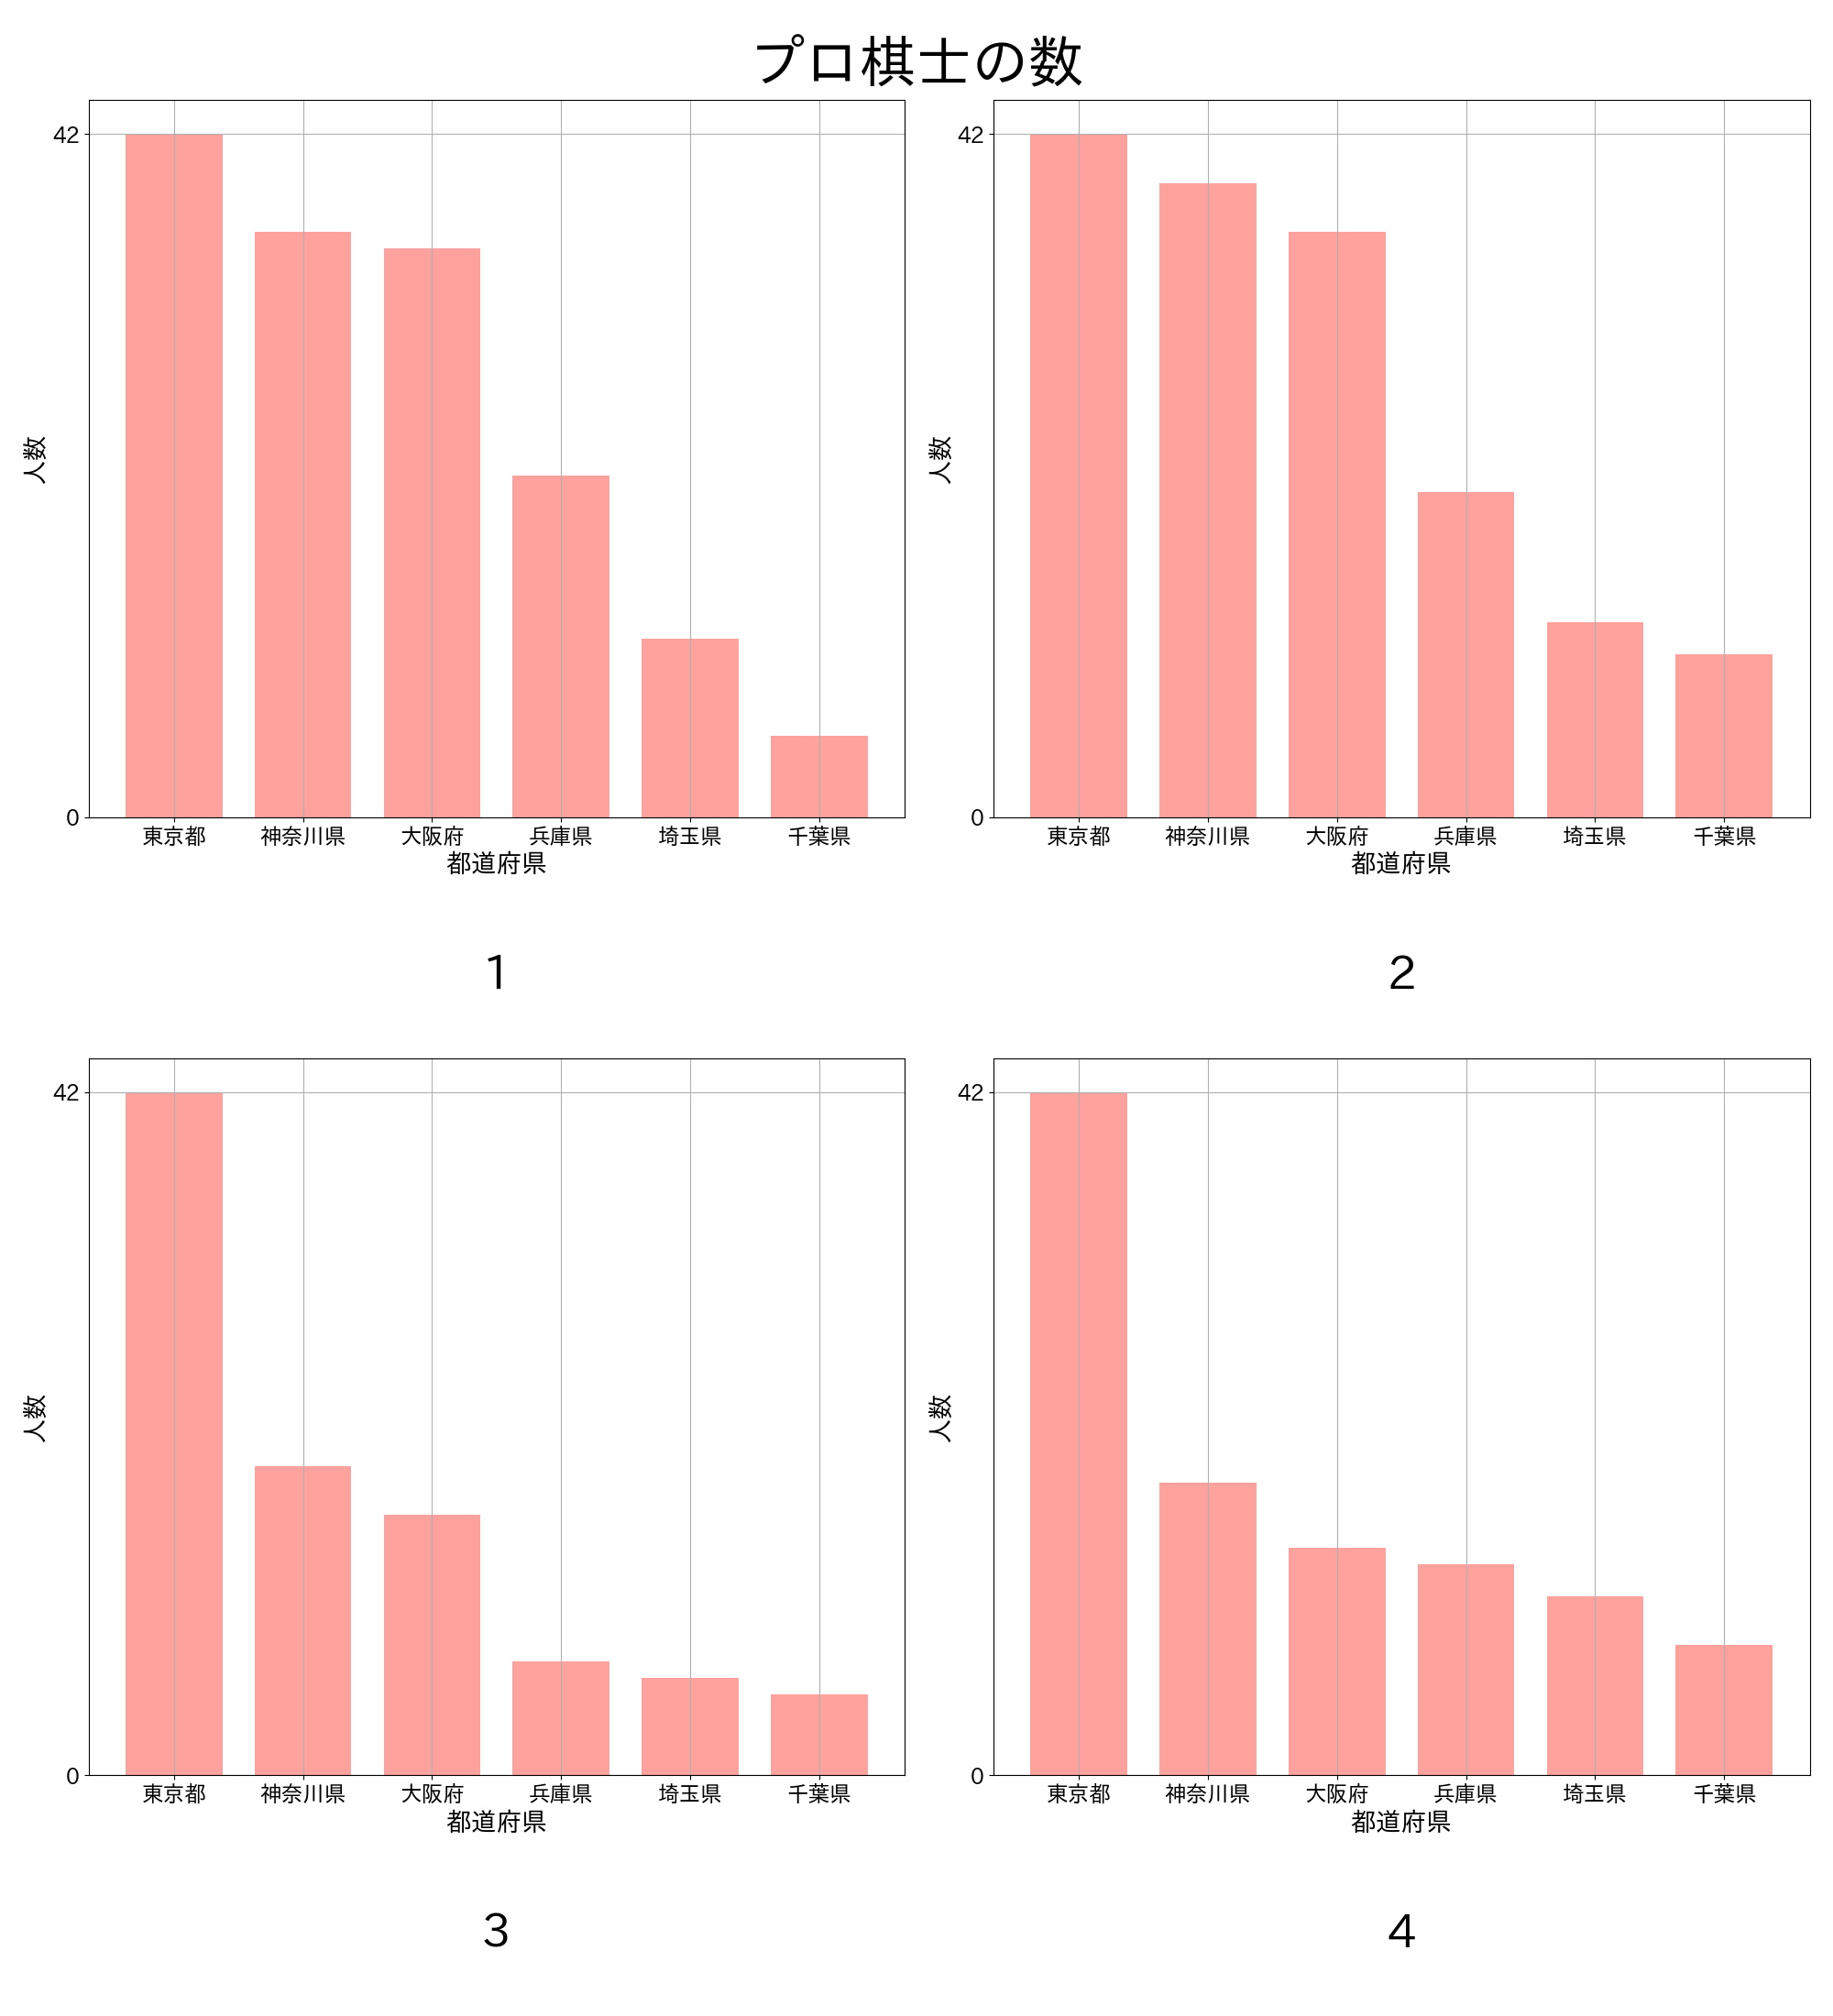 プロ棋士の数
42
人数
0
東京都 神奈川県 大阪府 兵庫県 埼玉県 千葉県
都道府県
1
42
人数
0
東京都 神奈川県 大阪府 兵庫県 埼玉県 千葉県
都道府県
2
42
人数
0
東京都 神奈川県 大阪府 兵庫県 埼玉県 千葉県
都道府県
3
42
人数
0
東京都 神奈川県 大阪府 兵庫県 埼玉県 千葉県
都道府県
4